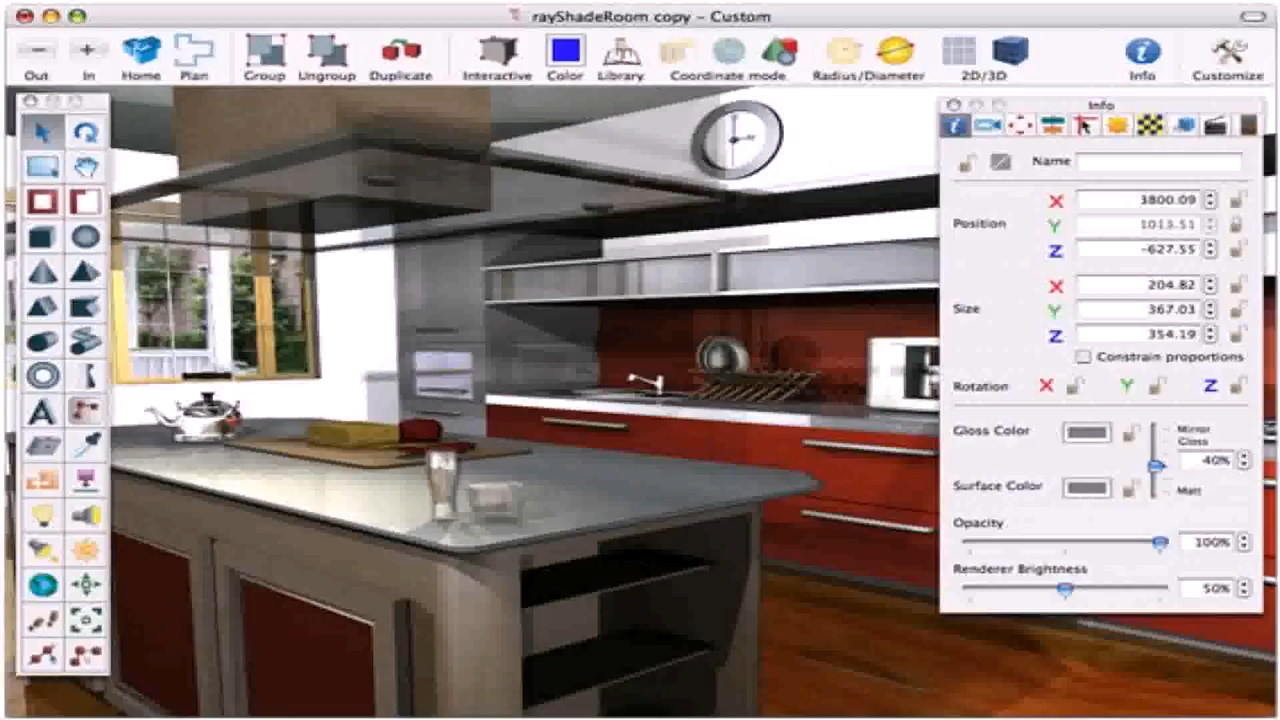 rayShadeRoom copy – Custom
Out In Home Plan Group Ungroup Duplicate Interactive Color Library Coordinate mode Radius/Diameter 2D/3D Info Customize
Info
Name
X 3800.09
Position Y 1013.51
Z -627.55
X 204.82
Size Y 367.03
Z 354.19
Constrain proportions
Rotation X Y Z
Gloss Color Mirror
Gloss
40%
Surface Color Matt
Opacity
100%
Renderer Brightness
50%